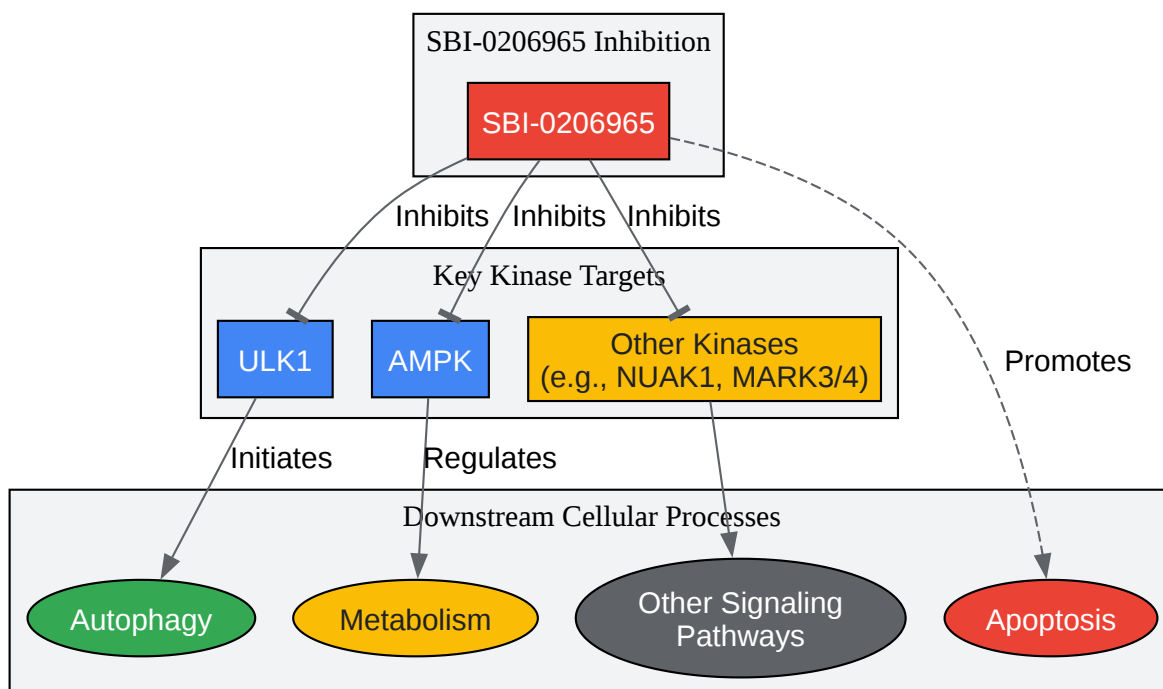 SBI-0206965 Inhibition
SBI-0206965
Inhibits
Inhibits
Inhibits
Key Kinase Targets
ULK1
AMPK
Other Kinases
(e.g., NUAK1, MARK3/4)
Promotes
Initiates
Regulates
Downstream Cellular Processes
Autophagy
Metabolism
Other Signaling
Pathways
Apoptosis